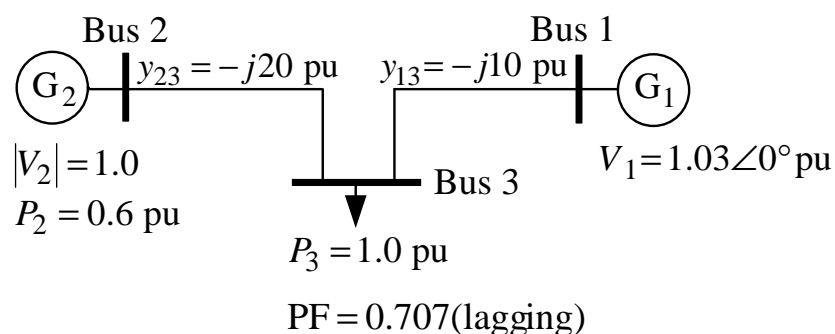 Bus 2
Bus 1
G₂
y₂₃ = −j20 pu
y₁₃= −j10 pu
G₁
|V₂| = 1.0
P₂ = 0.6 pu
Bus 3
V₁ = 1.03∠0° pu
P₃ = 1.0 pu
PF = 0.707(lagging)